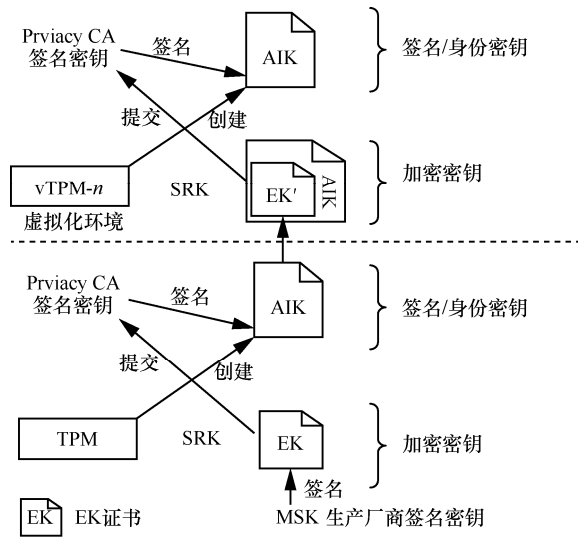 Prviacy CA
签名密钥
签名
AIK
签名/身份密钥
提交
创建
vTPM-n
虚拟化环境
SRK
EK'
AIK
加密密钥
Prviacy CA
签名密钥
签名
AIK
签名/身份密钥
提交
创建
TPM
SRK
EK
加密密钥
签名
EK
EK证书
MSK 生产厂商签名密钥